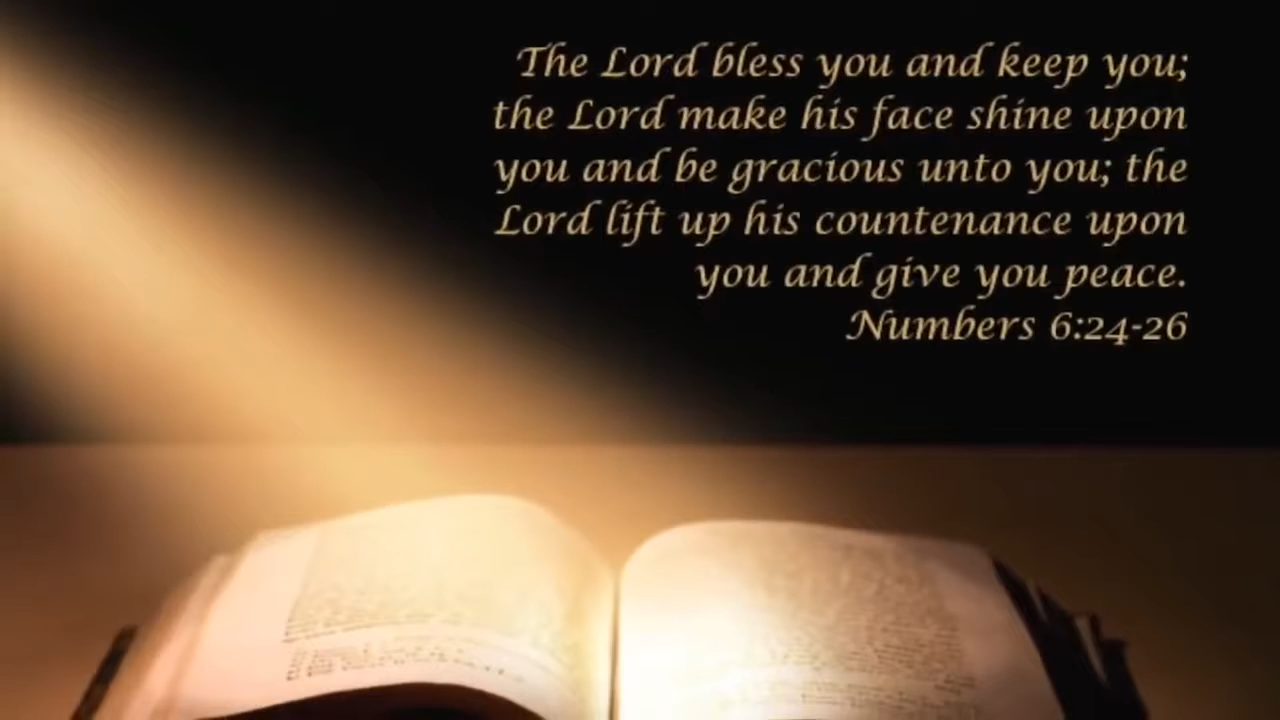 The Lord bless you and keep you;
the Lord make his face shine upon
you and be gracious unto you; the
Lord lift up his countenance upon
you and give you peace.
Numbers 6:24-26